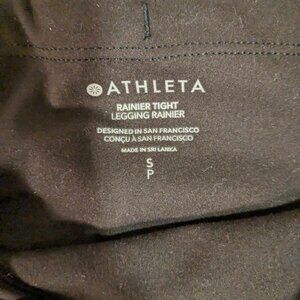 ATHLETA
RAINIER TIGHT
LEGGING RAINIER
DESIGNED IN SAN FRANCISCO
CONÇU À SAN FRANCISCO
MADE IN SRI LANKA
S
P